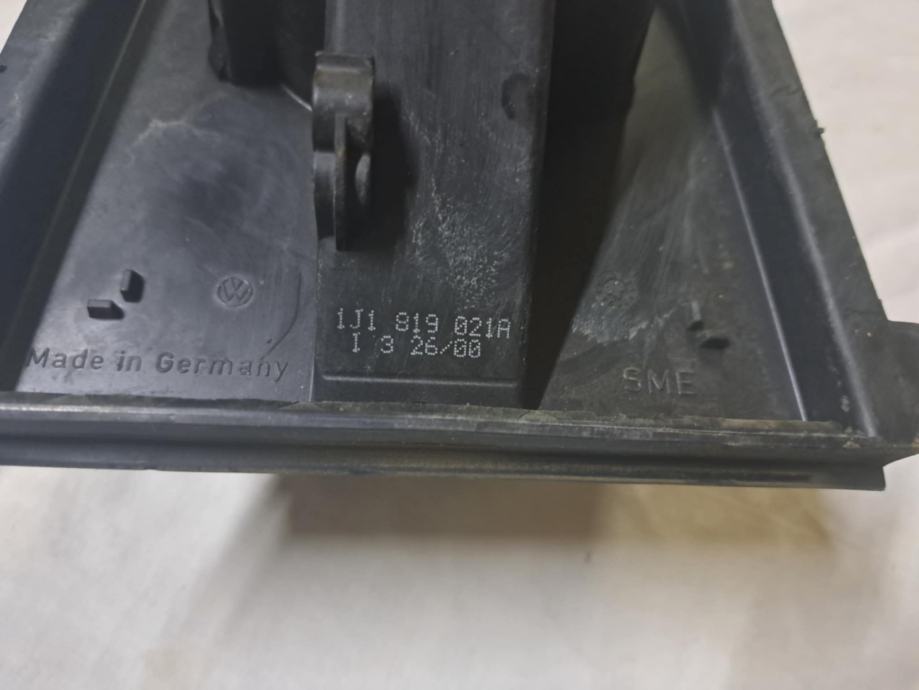 1J1 819 021A
I 3 26/00
Made in Germany
SME